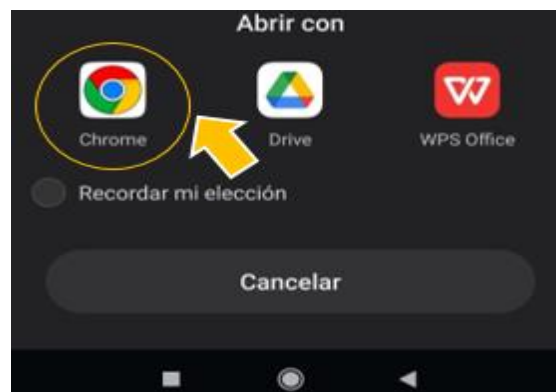 Abrir con
Chrome Drive WPS Office
Recordar mi elección
Cancelar